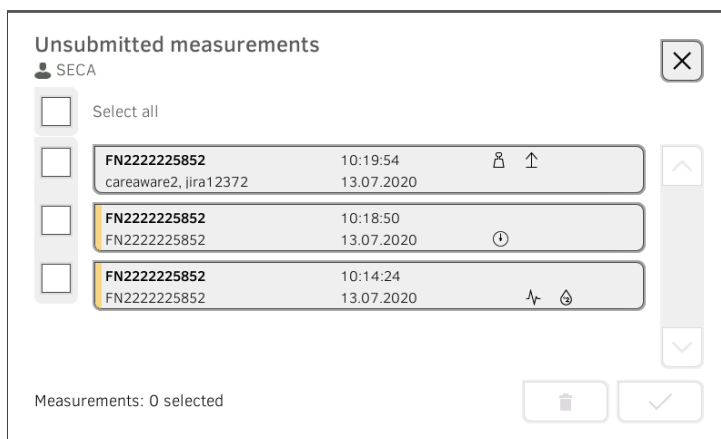 Unsubmitted measurements
SECA
Select all
FN2222225852 10:19:54
careaware2, jira12372 13.07.2020
FN2222225852 10:18:50
FN2222225852 13.07.2020
FN2222225852 10:14:24
FN2222225852 13.07.2020
Measurements: 0 selected